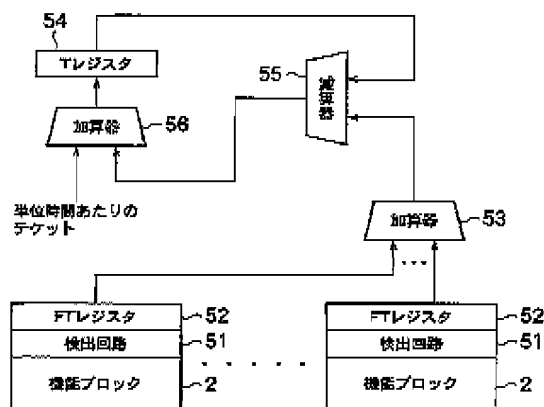 54
Tレジスタ
55
減算器
加算器
56
単位時間あたりの
チケット
加算器
53
FTレジスタ
52
FTレジスタ
52
検出回路
51
検出回路
51
機能ブロック
2
機能ブロック
2